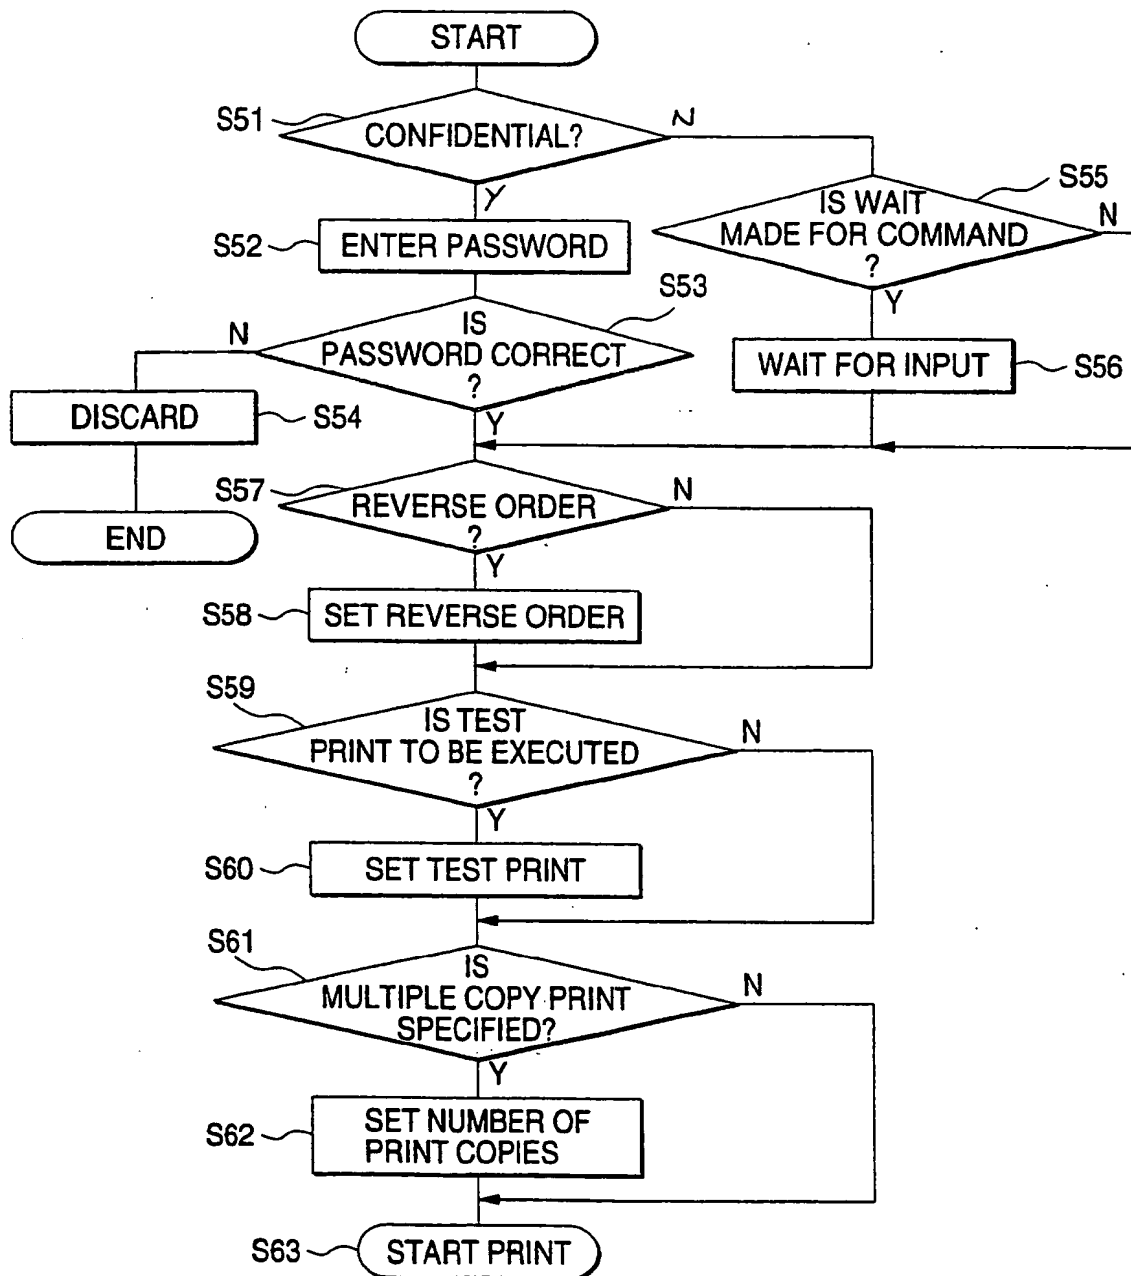 START
S51
CONFIDENTIAL?
N
Y
S55
IS WAIT
MADE FOR COMMAND
?
N
Y
S52
ENTER PASSWORD
S53
IS
PASSWORD CORRECT
?
N
Y
WAIT FOR INPUT
S56
DISCARD
S54
END
S57
REVERSE ORDER
?
N
Y
S58
SET REVERSE ORDER
S59
IS TEST
PRINT TO BE EXECUTED
?
N
Y
S60
SET TEST PRINT
S61
IS
MULTIPLE COPY PRINT
SPECIFIED?
N
Y
S62
SET NUMBER OF
PRINT COPIES
S63
START PRINT